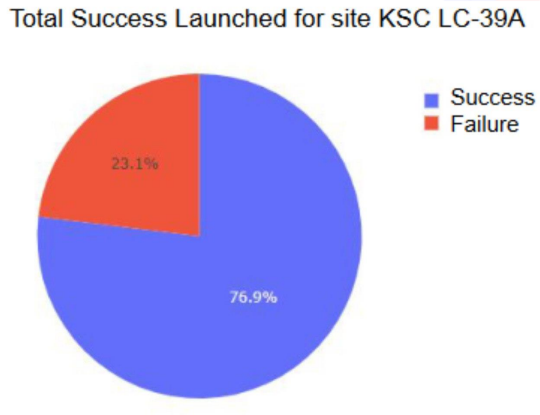 Total Success Launched for site KSC LC-39A
Success
Failure
23.1%
76.9%